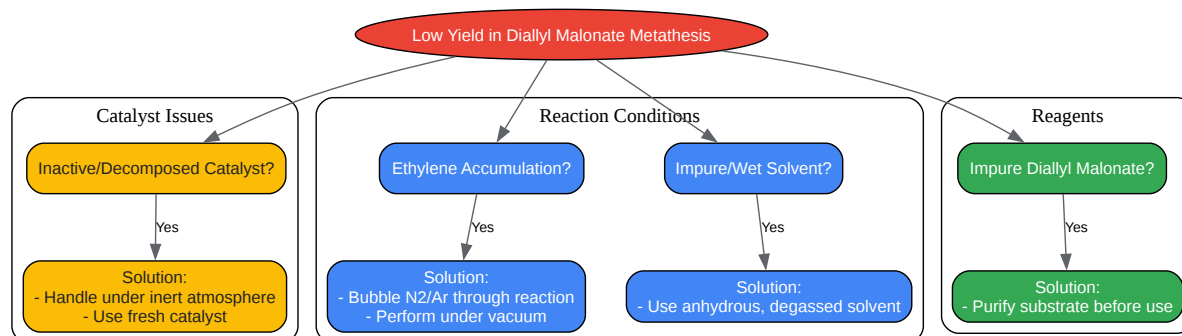 Low Yield in Diallyl Malonate Metathesis
Catalyst Issues
Reaction Conditions
Reagents
Inactive/Decomposed Catalyst?
Ethylene Accumulation?
Impure/Wet Solvent?
Impure Diallyl Malonate?
Yes
Yes
Yes
Yes
Solution:
- Handle under inert atmosphere
- Use fresh catalyst
Solution:
- Bubble N2/Ar through reaction
- Perform under vacuum
Solution:
- Use anhydrous, degassed solvent
Solution:
- Purify substrate before use